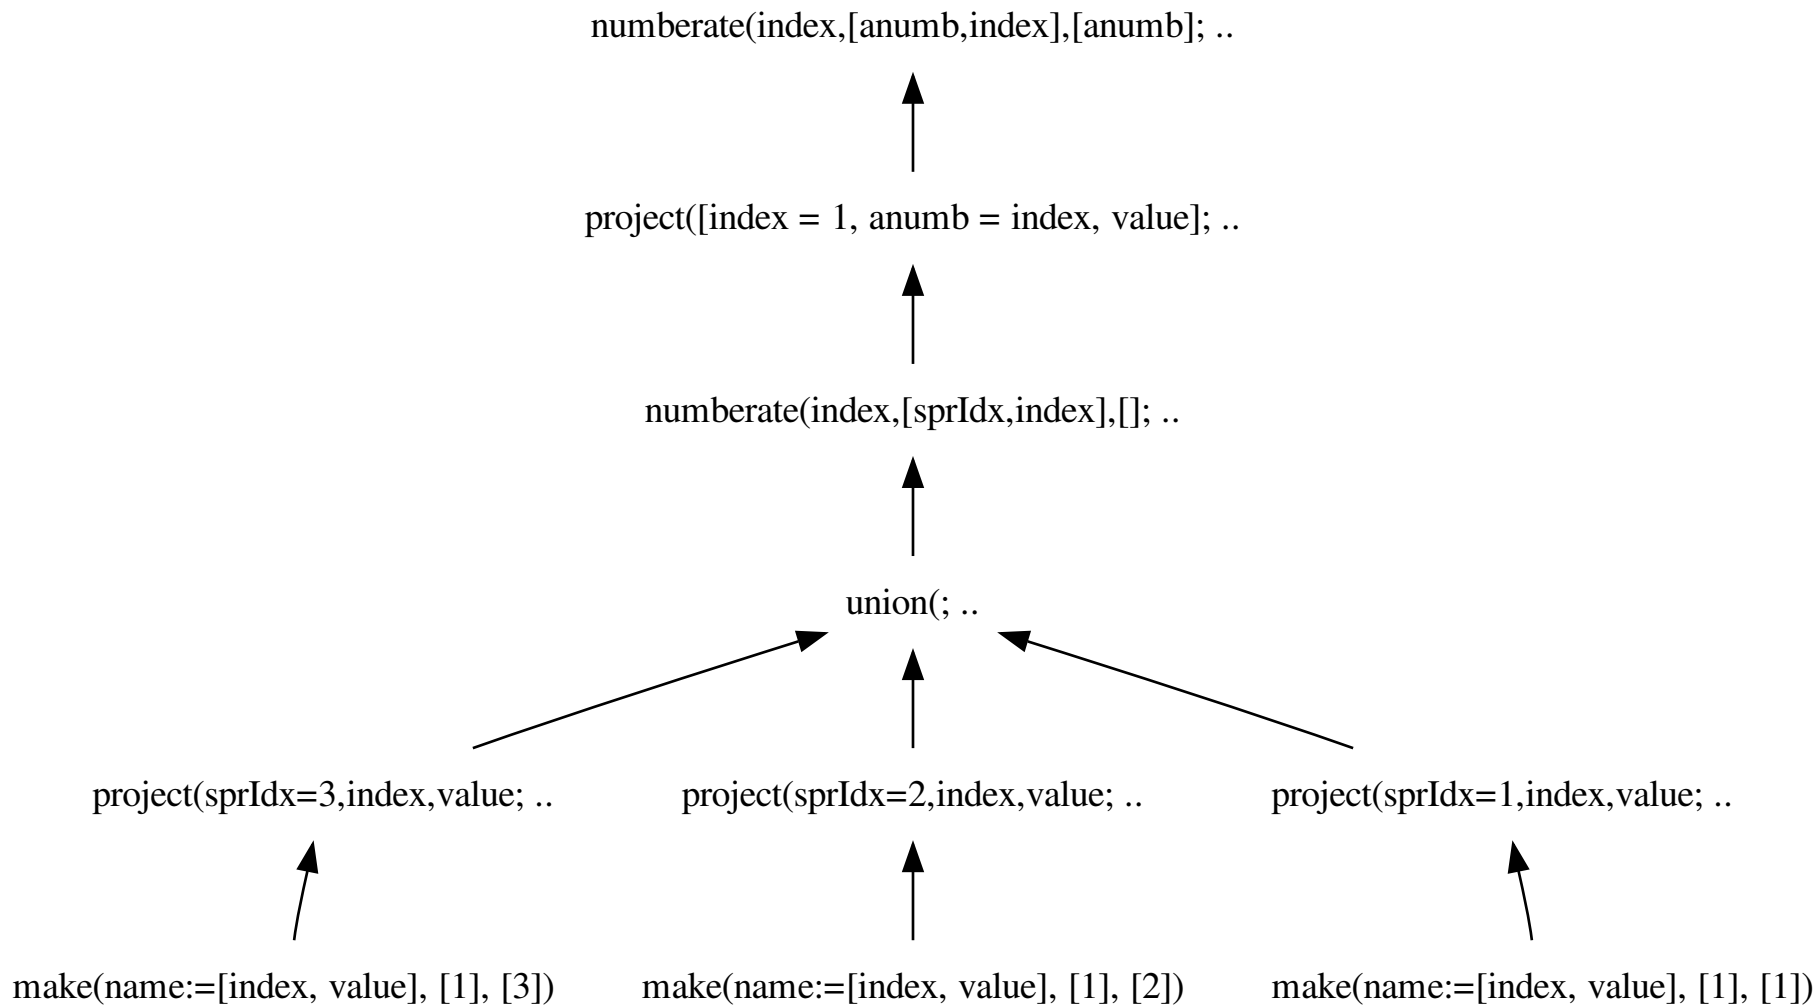 numberate(index,[anumb,index],[anumb]; ..
project([index = 1, anumb = index, value]; ..
numberate(index,[sprIdx,index],[]; ..
union(; ..
project(sprIdx=3,index,value; ..
project(sprIdx=2,index,value; ..
project(sprIdx=1,index,value; ..
make(name:=[index, value], [1], [3])
make(name:=[index, value], [1], [2])
make(name:=[index, value], [1], [1])